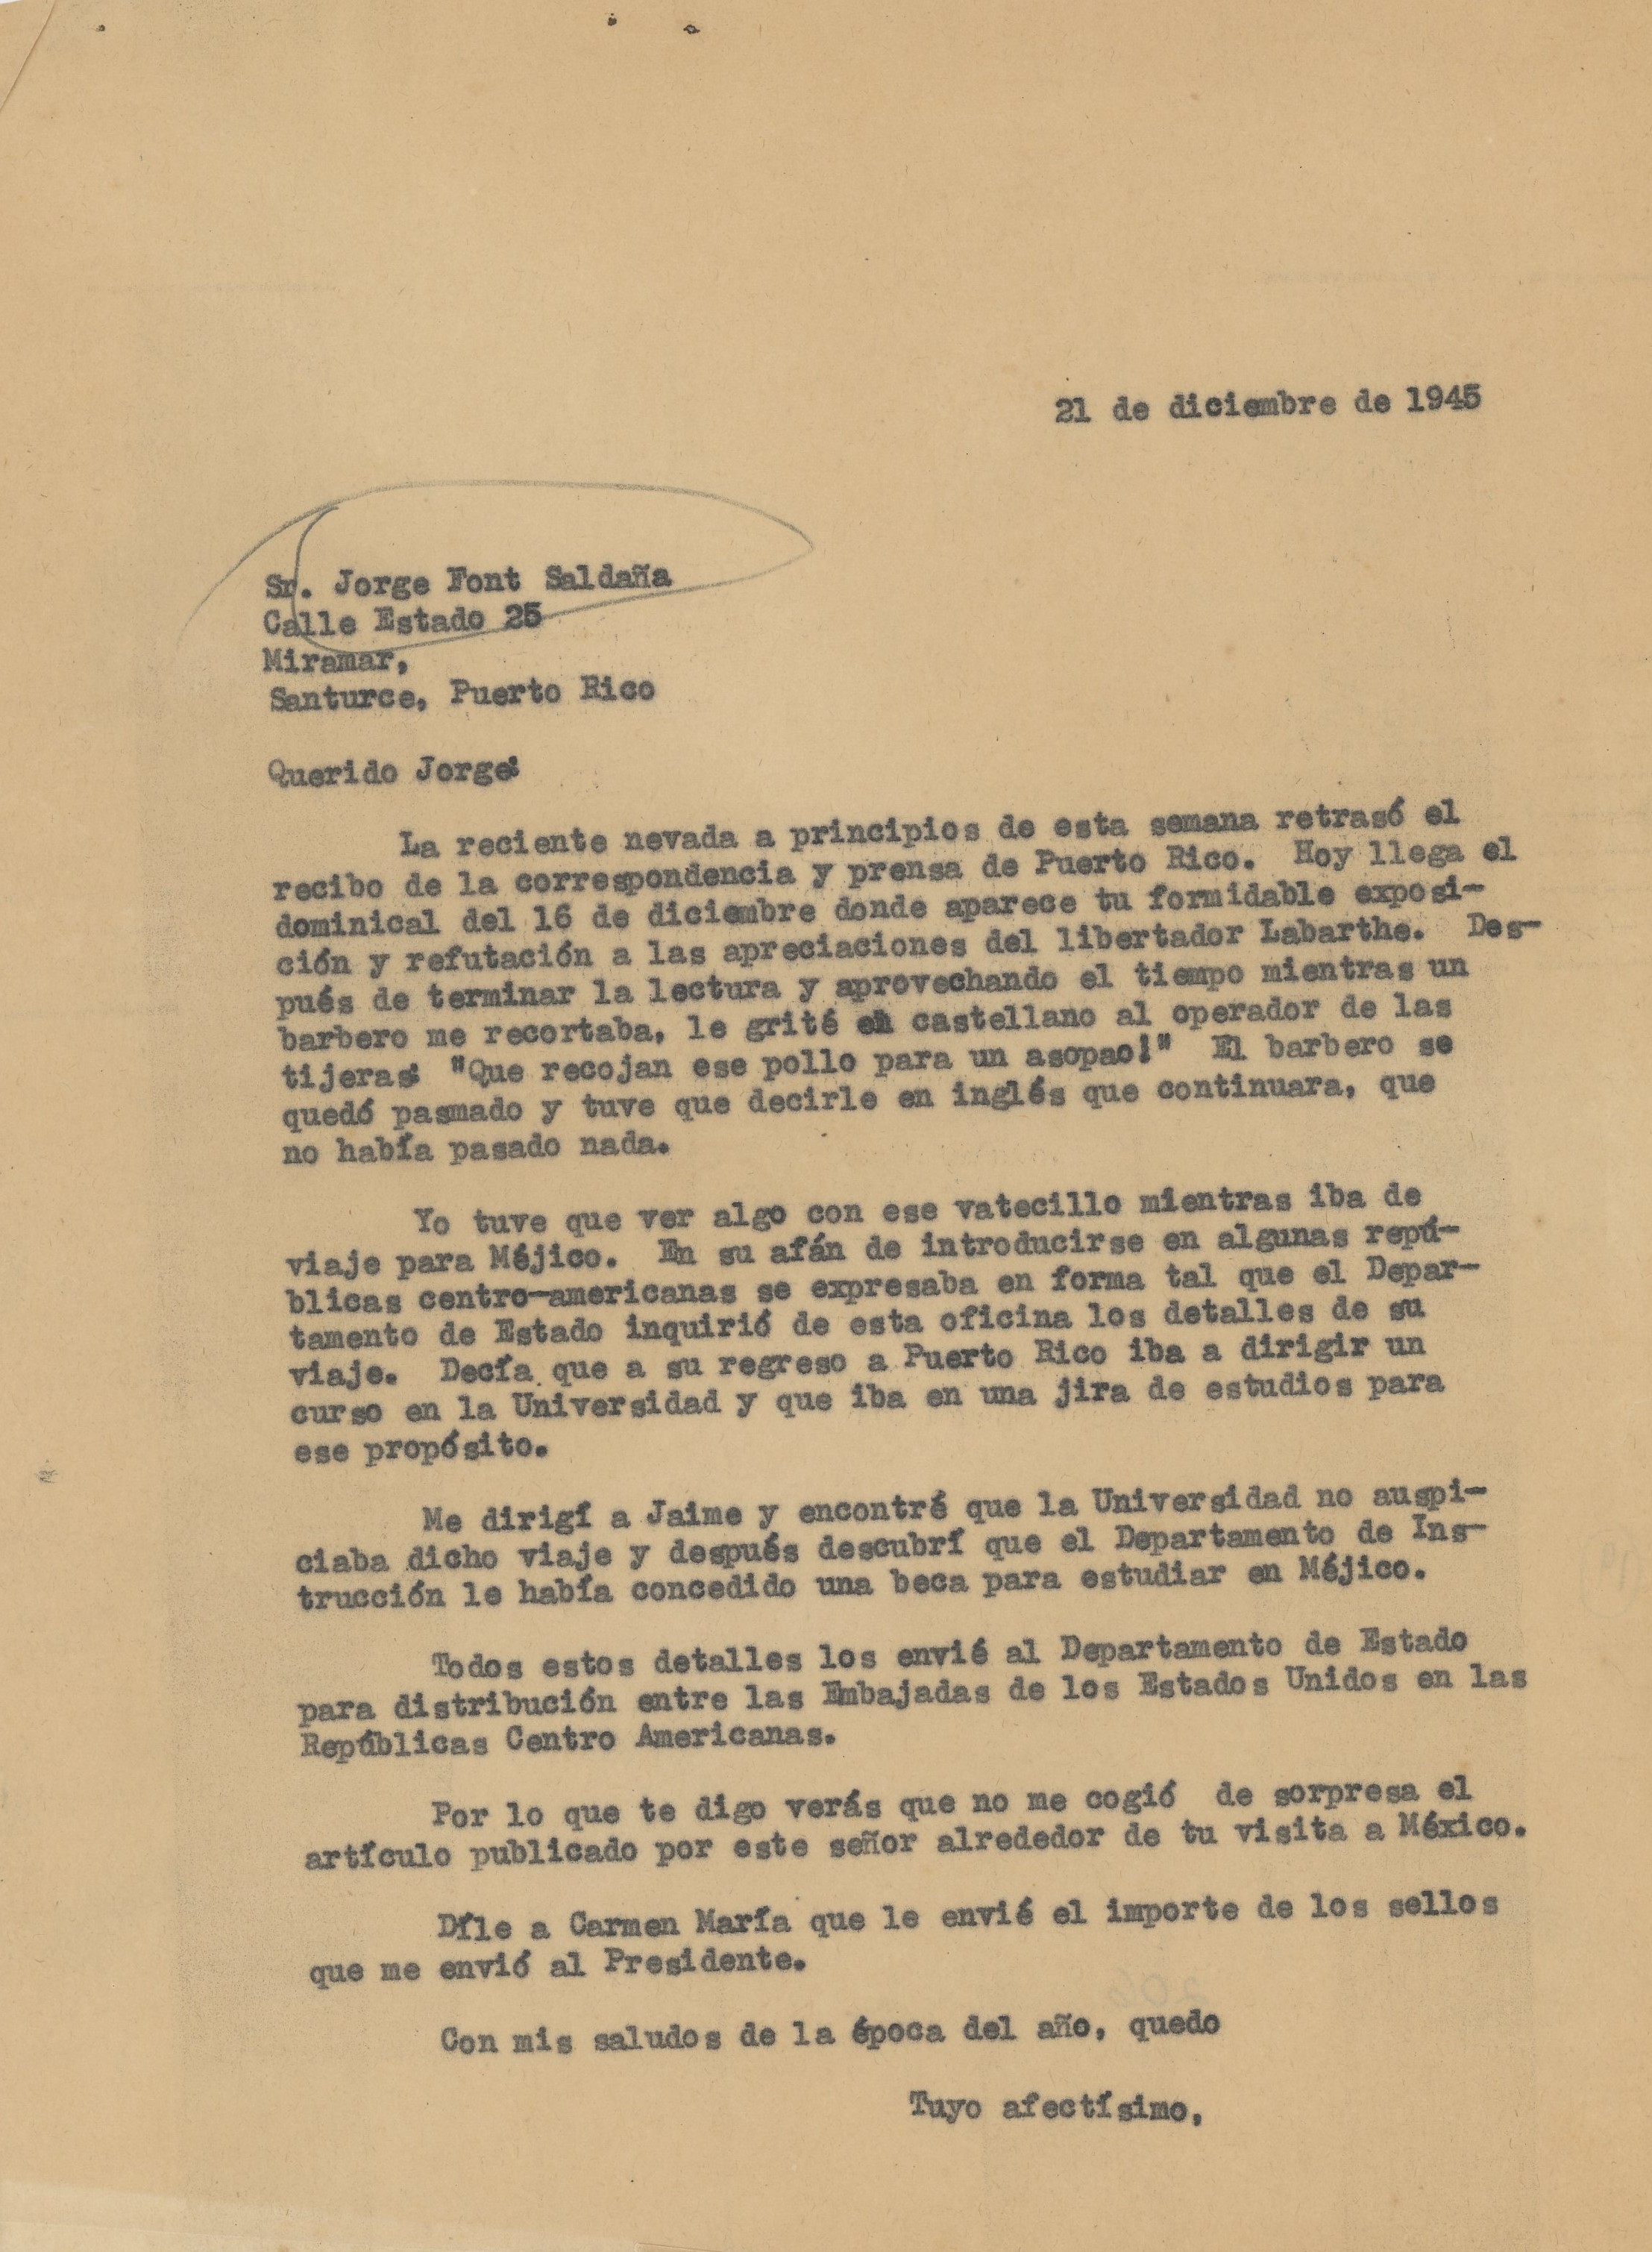 21 de diciembre de 1945
Sr. Jorge Font Saldaña
Calle Estado 25
Miramar,
Santurce, Puerto Rico
Querido Jorge:
La reciente nevada a principios de esta semana retrasó el
recibo de la correspondencia y prensa de Puerto Rico. Hoy llega el
dominical del 16 de diciembre donde aparece tu formidable exposi-
ción y refutación a las apreciaciones del libertador Labarthe. Des-
pués de terminar la lectura y aprovechando el tiempo mientras un
barbero me recortaba, le grité en castellano al operador de las
tijeras: "Que recojan ese pollo para un asopao!" El barbero se
quedó pasmado y tuve que decirle en inglés que continuara, que
no había pasado nada.
Yo tuve que ver algo con ese vatecillo mientras iba de
viaje para Méjico. En su afán de introducirse en algunas repú-
blicas centro-americanas se expresaba en forma tal que el Depar-
tamento de Estado inquirió de esta oficina los detalles de su
viaje. Decía que a su regreso a Puerto Rico iba a dirigir un
curso en la Universidad y que iba en una jira de estudios para
ese propósito.
Me dirigí a Jaime y encontré que la Universidad no auspi-
ciaba dicho viaje y después descubrí que el Departamento de Ins-
trucción le había concedido una beca para estudiar en Méjico.
Todos estos detalles los envié al Departamento de Estado
para distribución entre las Embajadas de los Estados Unidos en las
Repúblicas Centro Americanas.
Por lo que te digo verás que no me cogió de sorpresa el
artículo publicado por este señor alrededor de tu visita a México.
Díle a Carmen María que le envié el importe de los sellos
que me envió al Presidente.
Con mis saludos de la época del año, quedo
Tuyo afectísimo,